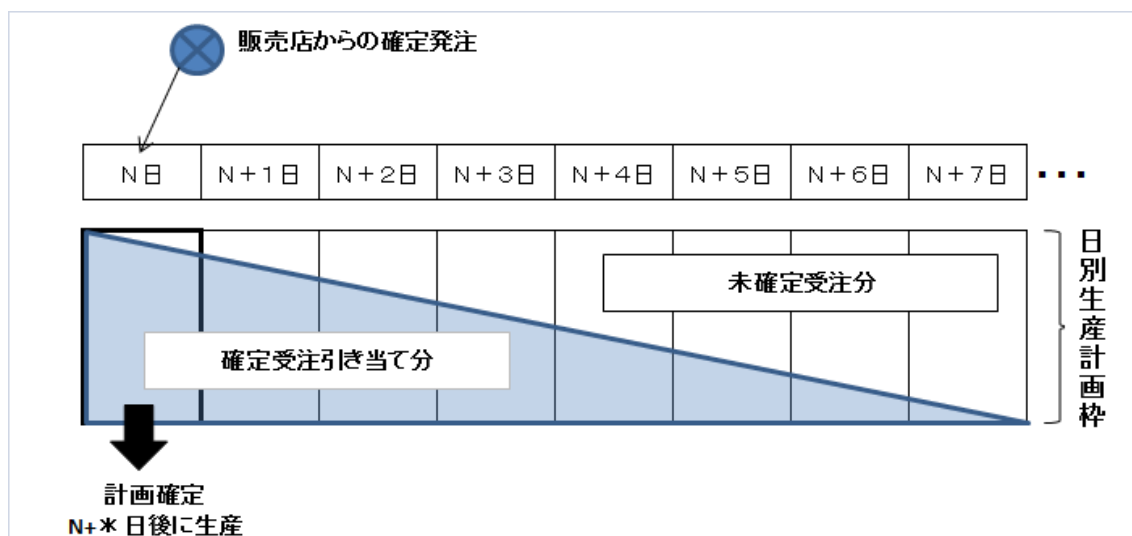 販売店からの確定発注
N日
N+1日
N+2日
N+3日
N+4日
N+5日
N+6日
N+7日
・・・
未確定受注分
確定受注引き当て分
日別生産計画枠
計画確定
N+＊日後に生産